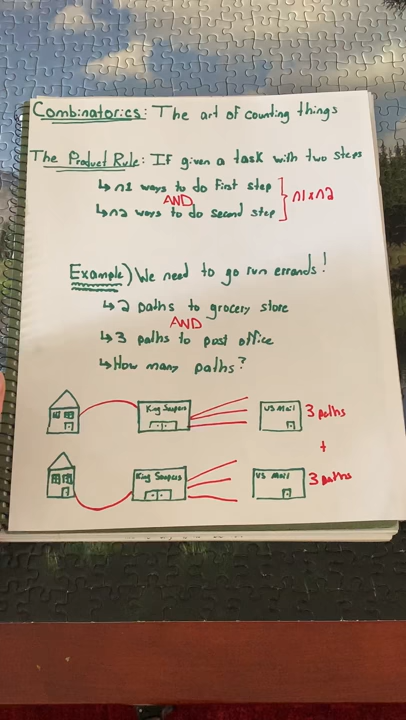 Combinatorics: The art of counting things
The Product Rule: If given a task with two steps
↳ n1 ways to do first step
AND
n1 x n2
↳ n2 ways to do second step
Example) We need to go run errands!
↳ 2 paths to grocery store
AND
↳ 3 paths to post office
↳ How many paths?
King Soopers
US Mail
3 paths
+
King Soopers
US Mail
3 paths